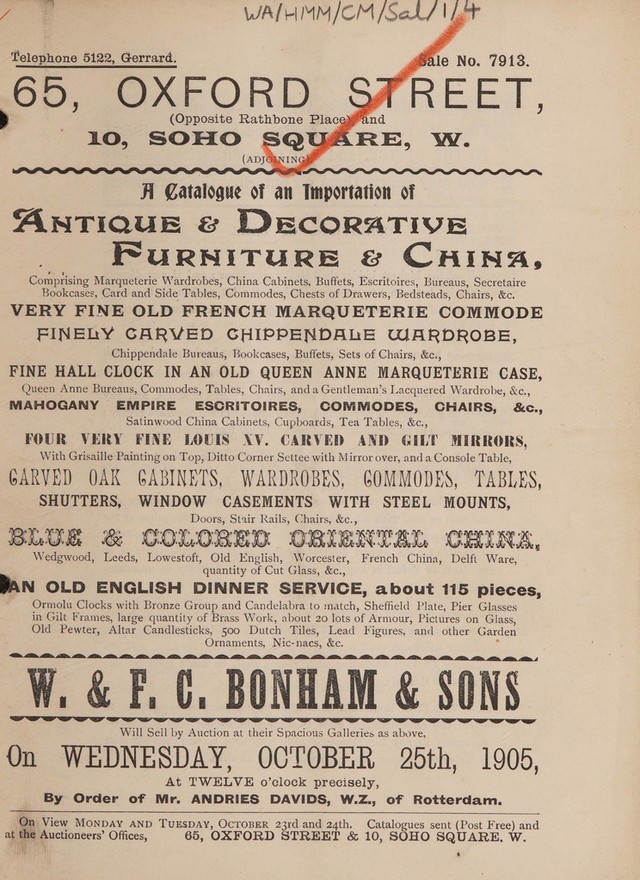 WA/HMM/CM/Sal/1/4
Telephone 5122, Gerrard.
Sale No. 7913.
65, OXFORD STREET,
(Opposite Rathbone Place) and
10, SOHO SQUARE, W.
(ADJOINING).
A Catalogue of an Importation of
ANTIQUE & DECORATIVE
FURNITURE & CHINA,
Comprising Marqueterie Wardrobes, China Cabinets, Buffets, Escritoires, Bureaus, Secretaire
Bookcases, Card and Side Tables, Commodes, Chests of Drawers, Bedsteads, Chairs, &c.
VERY FINE OLD FRENCH MARQUETERIE COMMODE
FINELY CARVED CHIPPENDALE WARDROBE,
Chippendale Bureaus, Bookcases, Buffets, Sets of Chairs, &c.,
FINE HALL CLOCK IN AN OLD QUEEN ANNE MARQUETERIE CASE,
Queen Anne Bureaus, Commodes, Tables, Chairs, and a Gentleman's Lacquered Wardrobe, &c.,
MAHOGANY EMPIRE ESCRITOIRES, COMMODES, CHAIRS, &c.,
Satinwood China Cabinets, Cupboards, Tea Tables, &c.,
FOUR VERY FINE LOUIS XV. CARVED AND GILT MIRRORS,
With Grisaille Painting on Top, Ditto Corner Settee with Mirror over, and a Console Table,
CARVED OAK CABINETS, WARDROBES, COMMODES, TABLES,
SHUTTERS, WINDOW CASEMENTS WITH STEEL MOUNTS,
Doors, Stair Rails, Chairs, &c.,
BLUE & COLORED ORIENTAL CHINA,
Wedgwood, Leeds, Lowestoft, Old English, Worcester, French China, Delft Ware,
quantity of Cut Glass, &c.,
AN OLD ENGLISH DINNER SERVICE, about 115 pieces,
Ormolu Clocks with Bronze Group and Candelabra to match, Sheffield Plate, Pier Glasses
in Gilt Frames, large quantity of Brass Work, about 20 lots of Armour, Pictures on Glass,
Old Pewter, Altar Candlesticks, 500 Dutch Tiles, Lead Figures, and other Garden
Ornaments, Nic-nacs, &c.
W. & F. C. BONHAM & SONS
Will Sell by Auction at their Spacious Galleries as above,
On WEDNESDAY, OCTOBER 25th, 1905,
At TWELVE o'clock precisely,
By Order of Mr. ANDRIES DAVIDS, W.Z., of Rotterdam.
On View MONDAY AND TUESDAY, OCTOBER 23rd and 24th. Catalogues sent (Post Free) and
at the Auctioneers' Offices, 65, OXFORD STREET & 10, SOHO SQUARE, W.